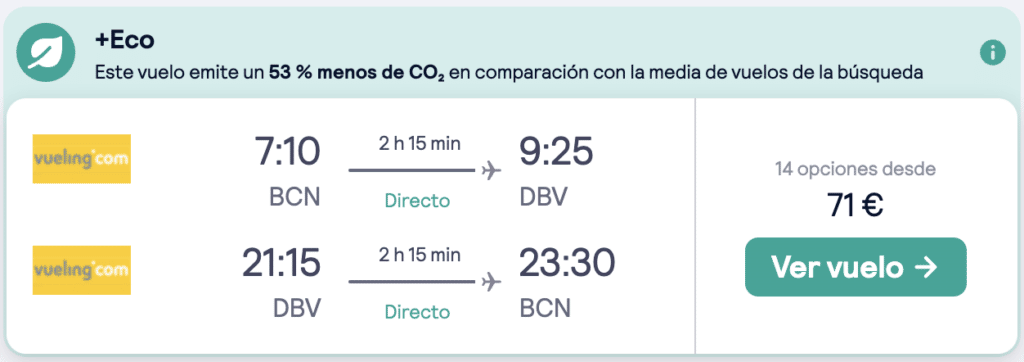 +Eco
Este vuelo emite un 53 % menos de CO₂ en comparación con la media de vuelos de la búsqueda
i
vueling.com
7:10
2 h 15 min
9:25
BCN
Directo
DBV
14 opciones desde
71 €
Ver vuelo →
vueling.com
21:15
2 h 15 min
23:30
DBV
Directo
BCN